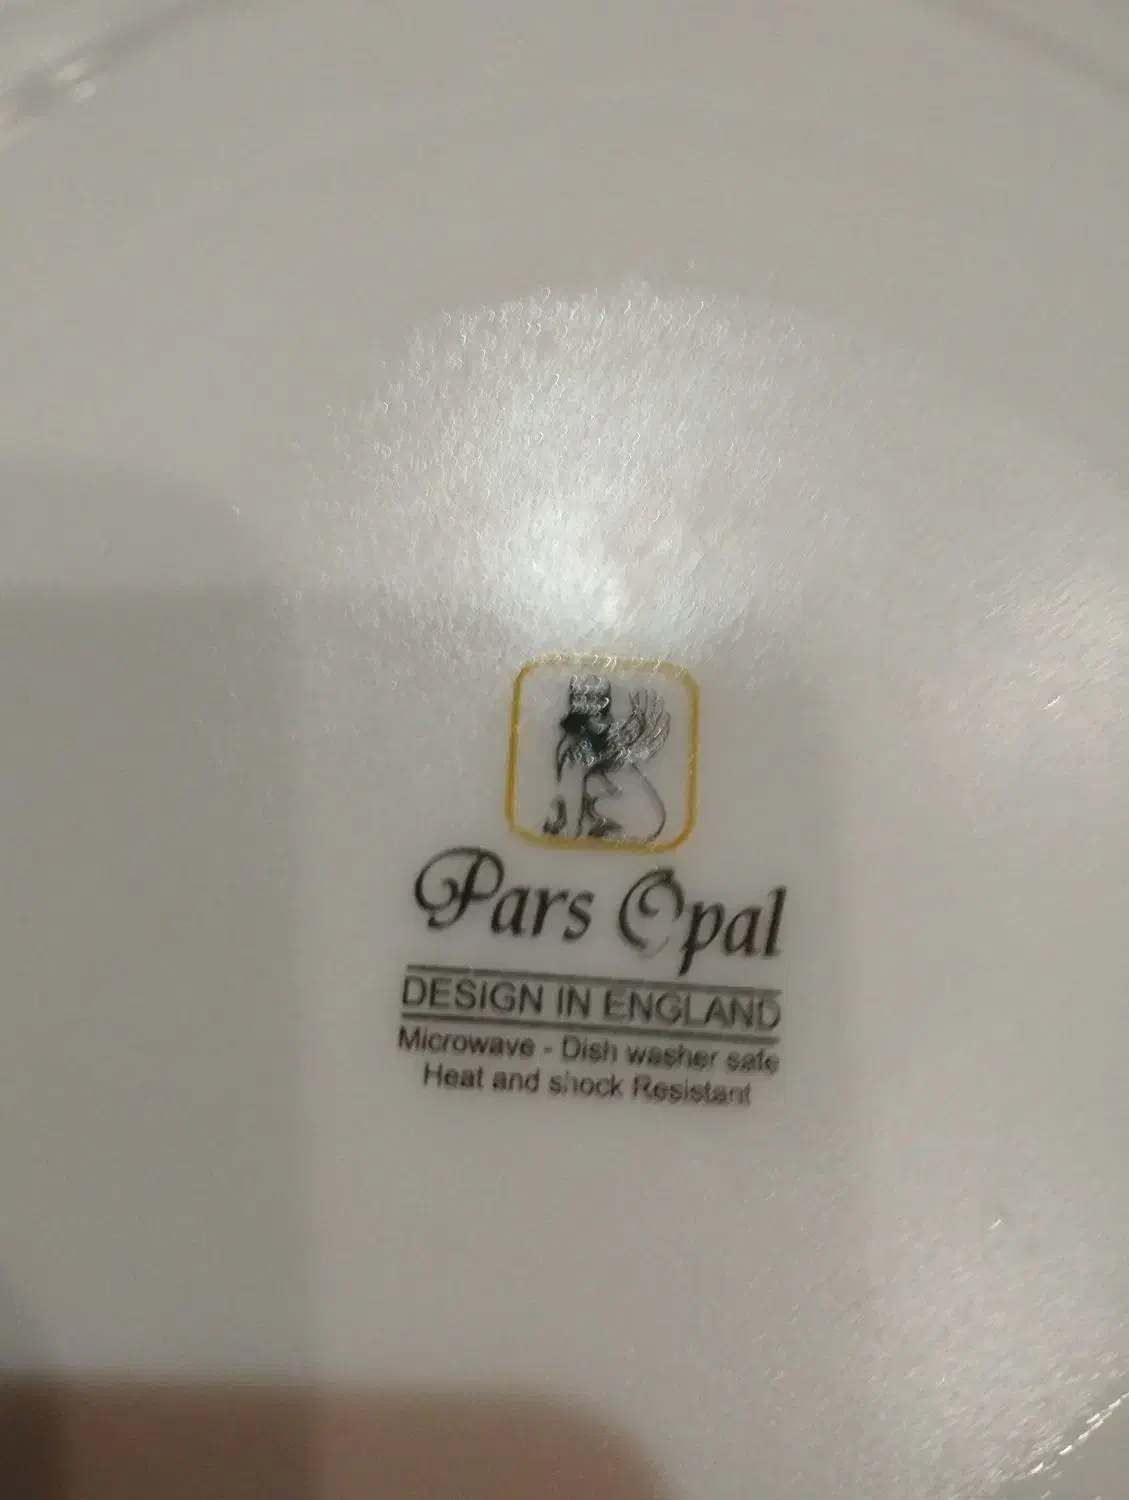 Pars Opal
DESIGN IN ENGLAND
Microwave - Dish washer safe
Heat and shock Resistant